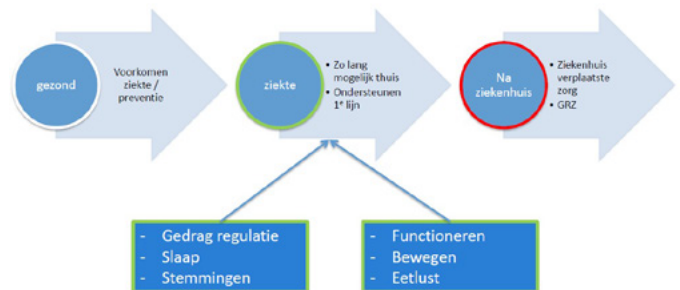 gezond
Voorkomen
ziekte /
preventie
ziekte
• Zo lang
mogelijk thuis
• Ondersteunen
1e lijn
Na
ziekenhuis
• Ziekenhuis
verplaatste
zorg
• GRZ
- Gedrag regulatie
- Slaap
- Stemmingen
- Functioneren
- Bewegen
- Eetlust